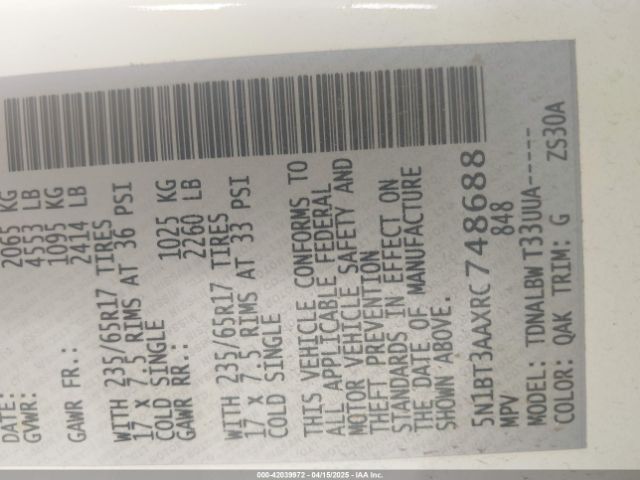 DATE:
GVWR: 2065 KG
4553 LB
GAWR FR.: 1095 KG
2414 LB
WITH 235/65R17 TIRES
17 x 7.5 RIMS AT 36 PSI
COLD SINGLE 1025 KG
GAWR RR.: 2260 LB
WITH 235/65R17 TIRES
17 x 7.5 RIMS AT 33 PSI
COLD SINGLE
THIS VEHICLE CONFORMS TO
ALL APPLICABLE FEDERAL
MOTOR VEHICLE SAFETY AND
THEFT PREVENTION
STANDARDS IN EFFECT ON
THE DATE OF MANUFACTURE
SHOWN ABOVE.
5N1BT3AAXRC748688
MPV 848
MODEL: TDNALBW T33UUA-----
COLOR: QAK TRIM: G ZS30A
000-42039972 04/15/2025 IAAI, Inc.